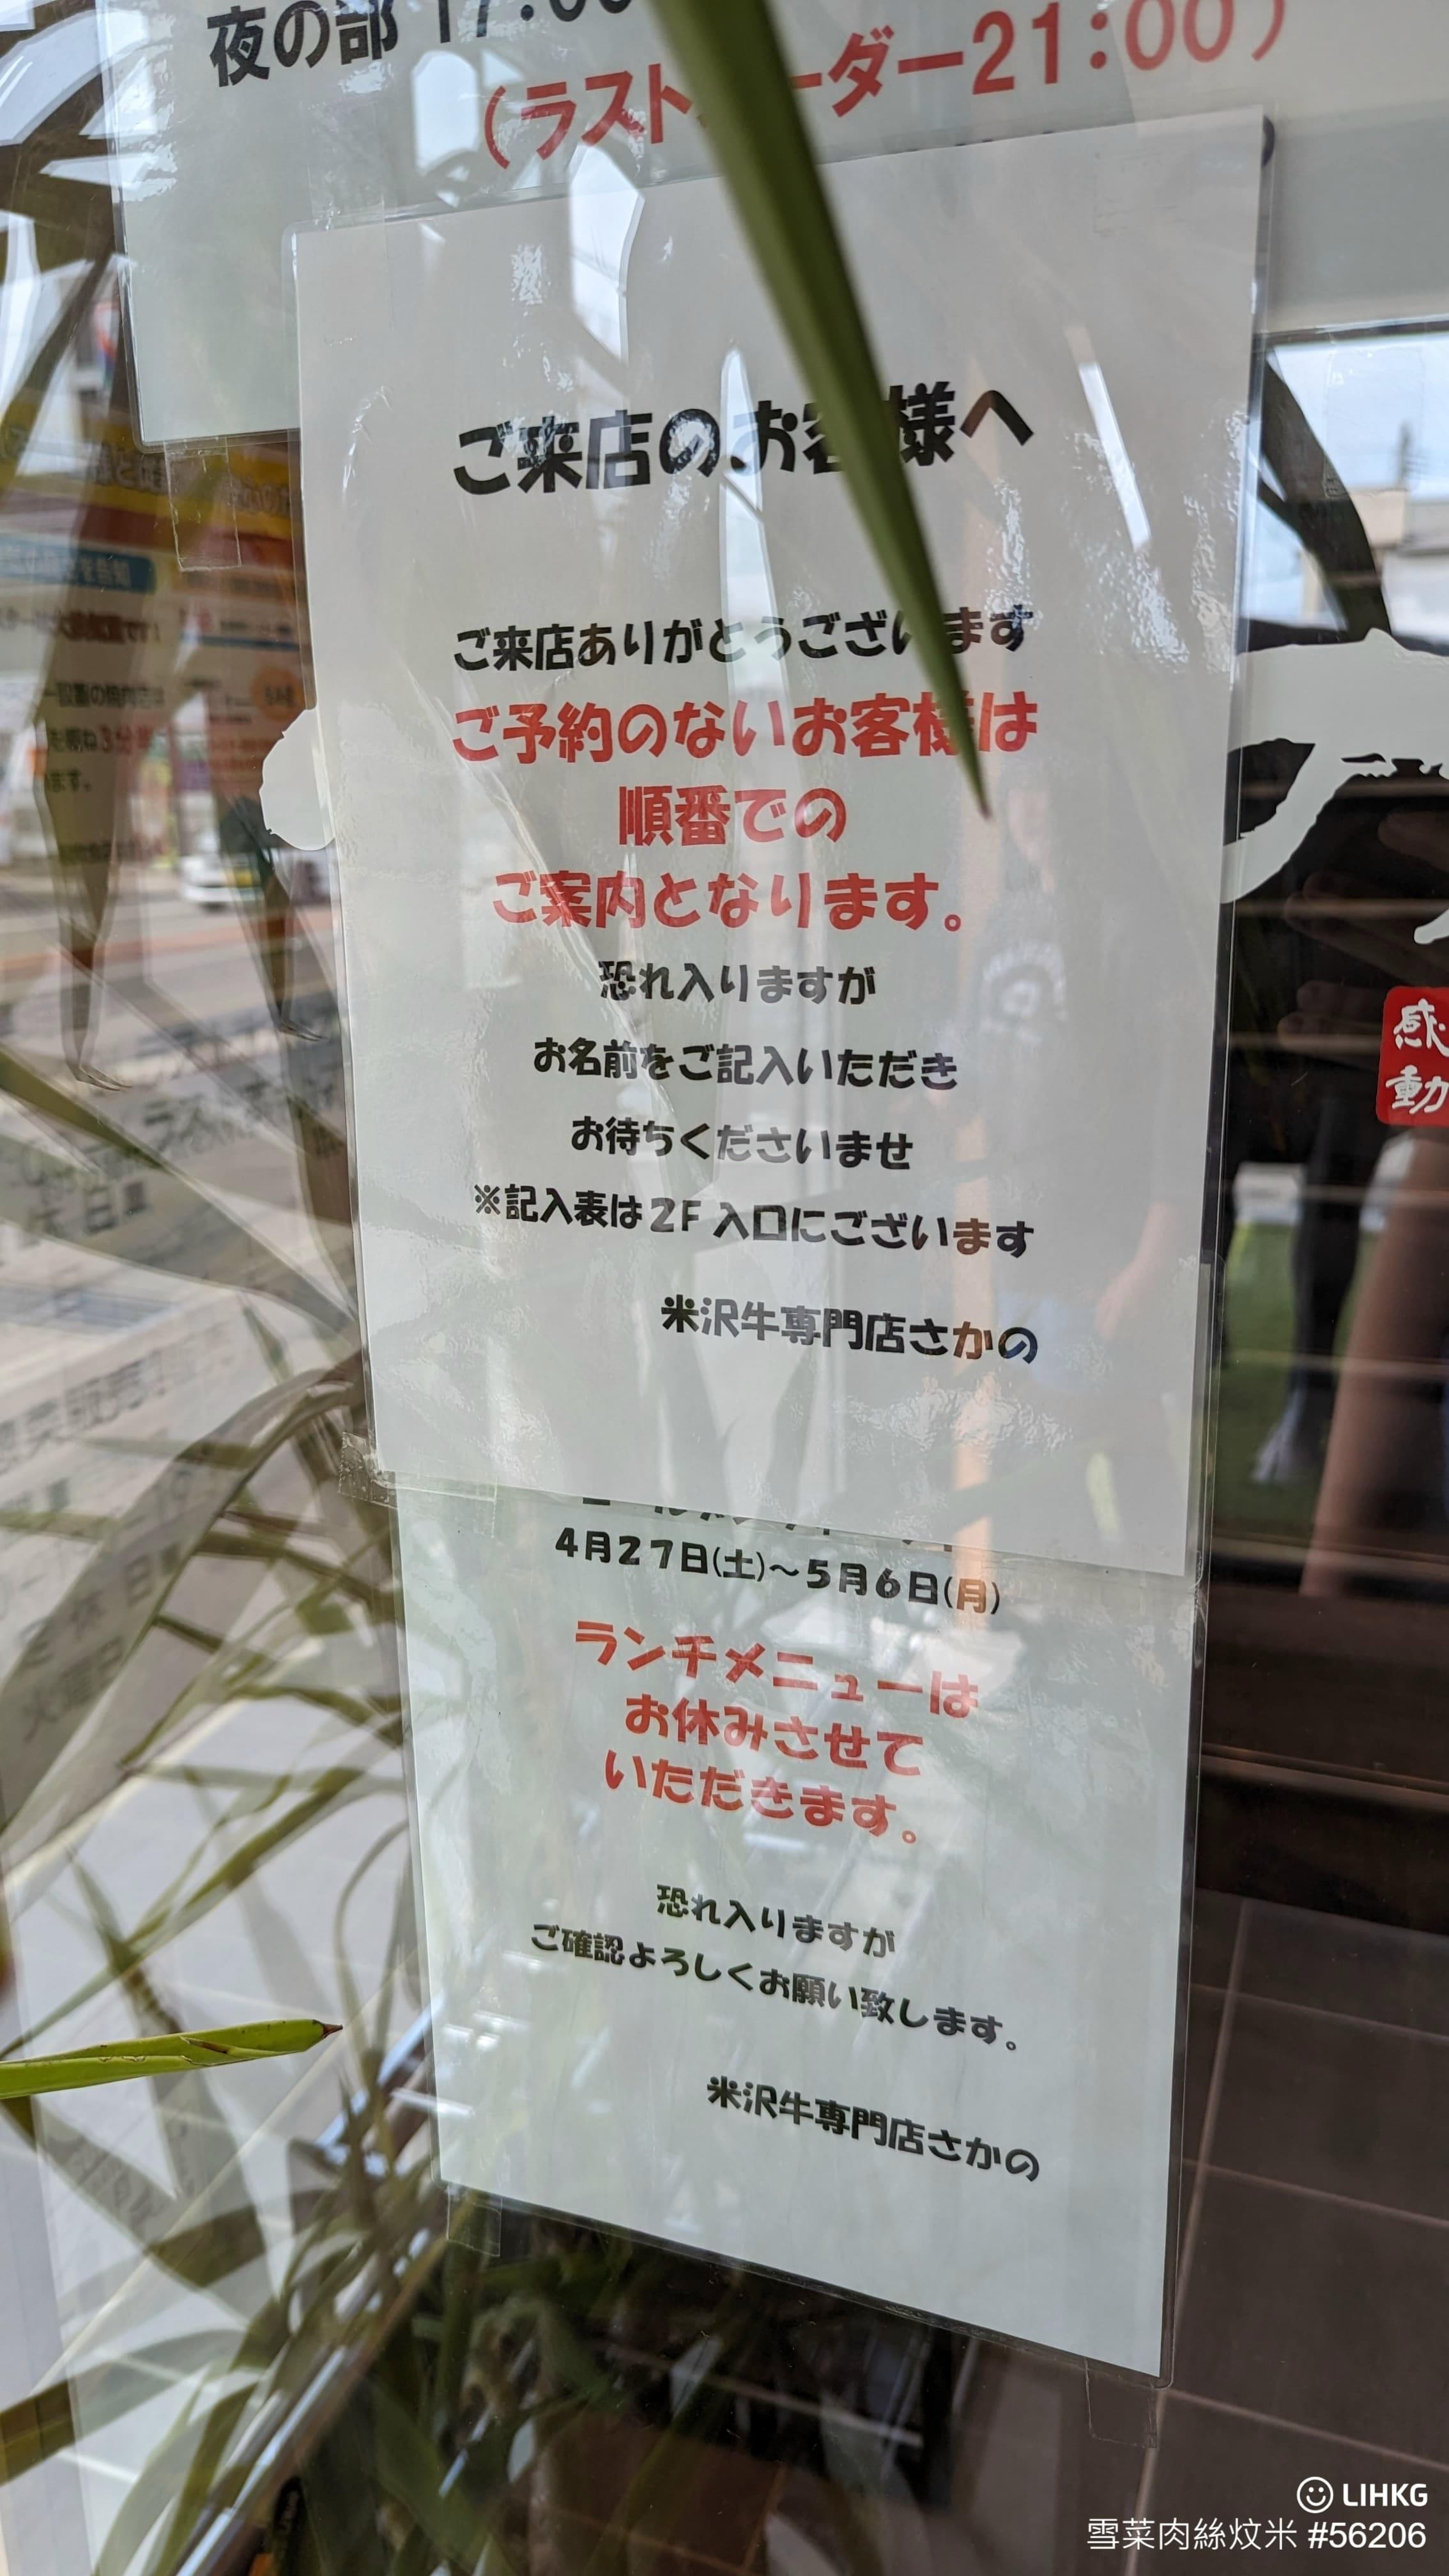 夜の部 17:00
(ラストオーダー21:00)
ご来店のお客様へ
ご来店ありがとうございます
ご予約のないお客様は
順番での
ご案内となります。
恐れ入りますが
お名前をご記入いただき
お待ちくださいませ
※記入表は2F 入口にございます
米沢牛専門店さかの
4月27日(土)~5月6日(月)
ランチメニューは
お休みさせて
いただきます。
恐れ入りますが
ご確認よろしくお願い致します。
米沢牛専門店さかの
感
動
LIHKG
雪菜肉絲炆米 #56206